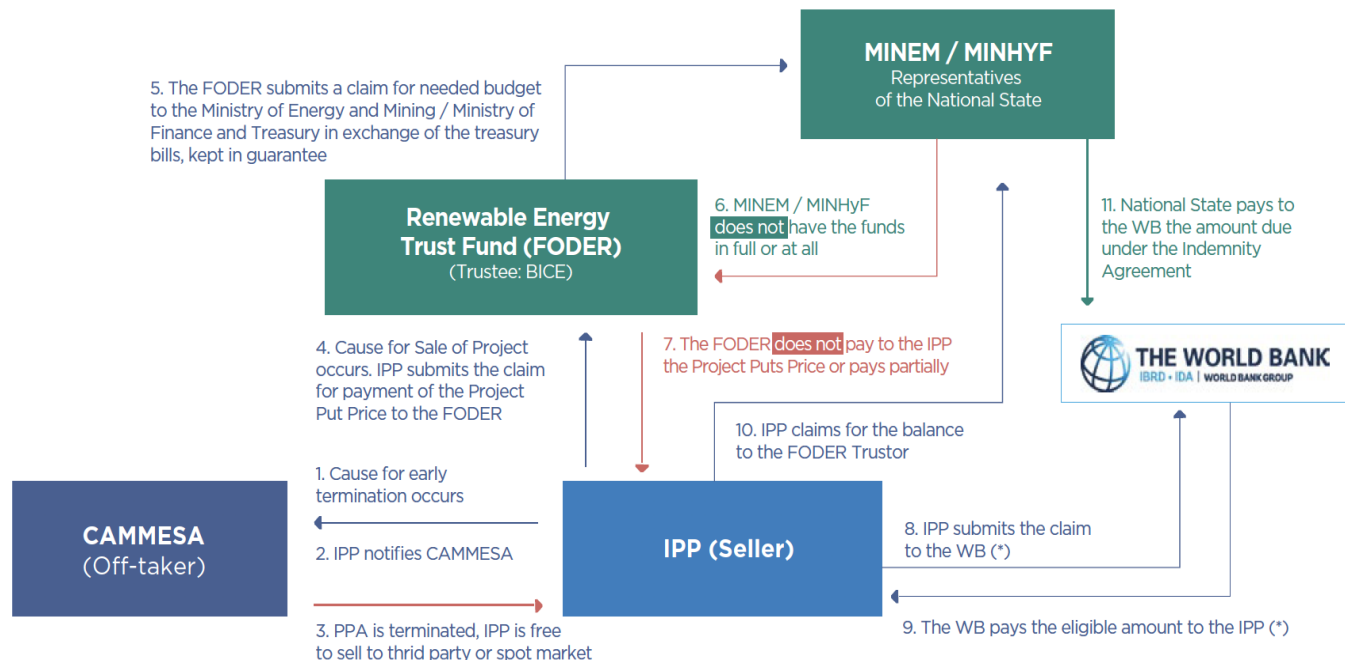 MINEM / MINHYF
Representatives
of the National State
5. The FODER submits a claim for needed budget
to the Ministry of Energy and Mining / Ministry of
Finance and Treasury in exchange of the treasury
bills, kept in guarantee
Renewable Energy
Trust Fund (FODER)
(Trustee: BICE)
6. MINEM / MINHyF
does not have the funds
in full or at all
11. National State pays to
the WB the amount due
under the Indemnity
Agreement
4. Cause for Sale of Project
occurs. IPP submits the claim
for payment of the Project
Put Price to the FODER
7. The FODER does not pay to the IPP
the Project Puts Price or pays partially
THE WORLD BANK
IBRD • IDA | WORLD BANK GROUP
10. IPP claims for the balance
to the FODER Trustor
1. Cause for early
termination occurs
CAMMESA
(Off-taker)
2. IPP notifies CAMMESA
IPP (Seller)
8. IPP submits the claim
to the WB (*)
3. PPA is terminated, IPP is free
to sell to thrid party or spot market
9. The WB pays the eligible amount to the IPP (*)